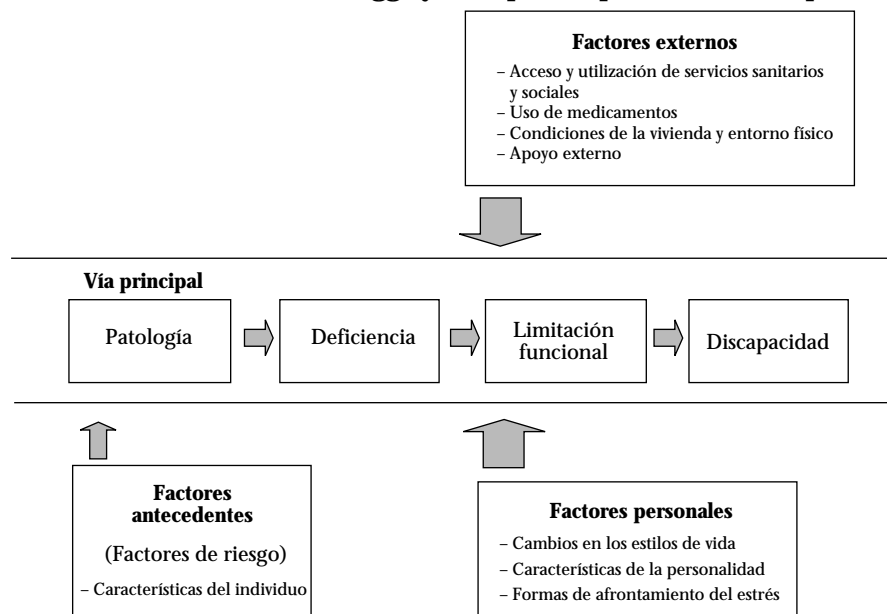 Factores externos
– Acceso y utilización de servicios sanitarios
y sociales
– Uso de medicamentos
– Condiciones de la vivienda y entorno físico
– Apoyo externo
Vía principal
Patología
Deficiencia
Limitación
funcional
Discapacidad
Factores
antecedentes
(Factores de riesgo)
– Características del individuo
Factores personales
– Cambios en los estilos de vida
– Características de la personalidad
– Formas de afrontamiento del estrés